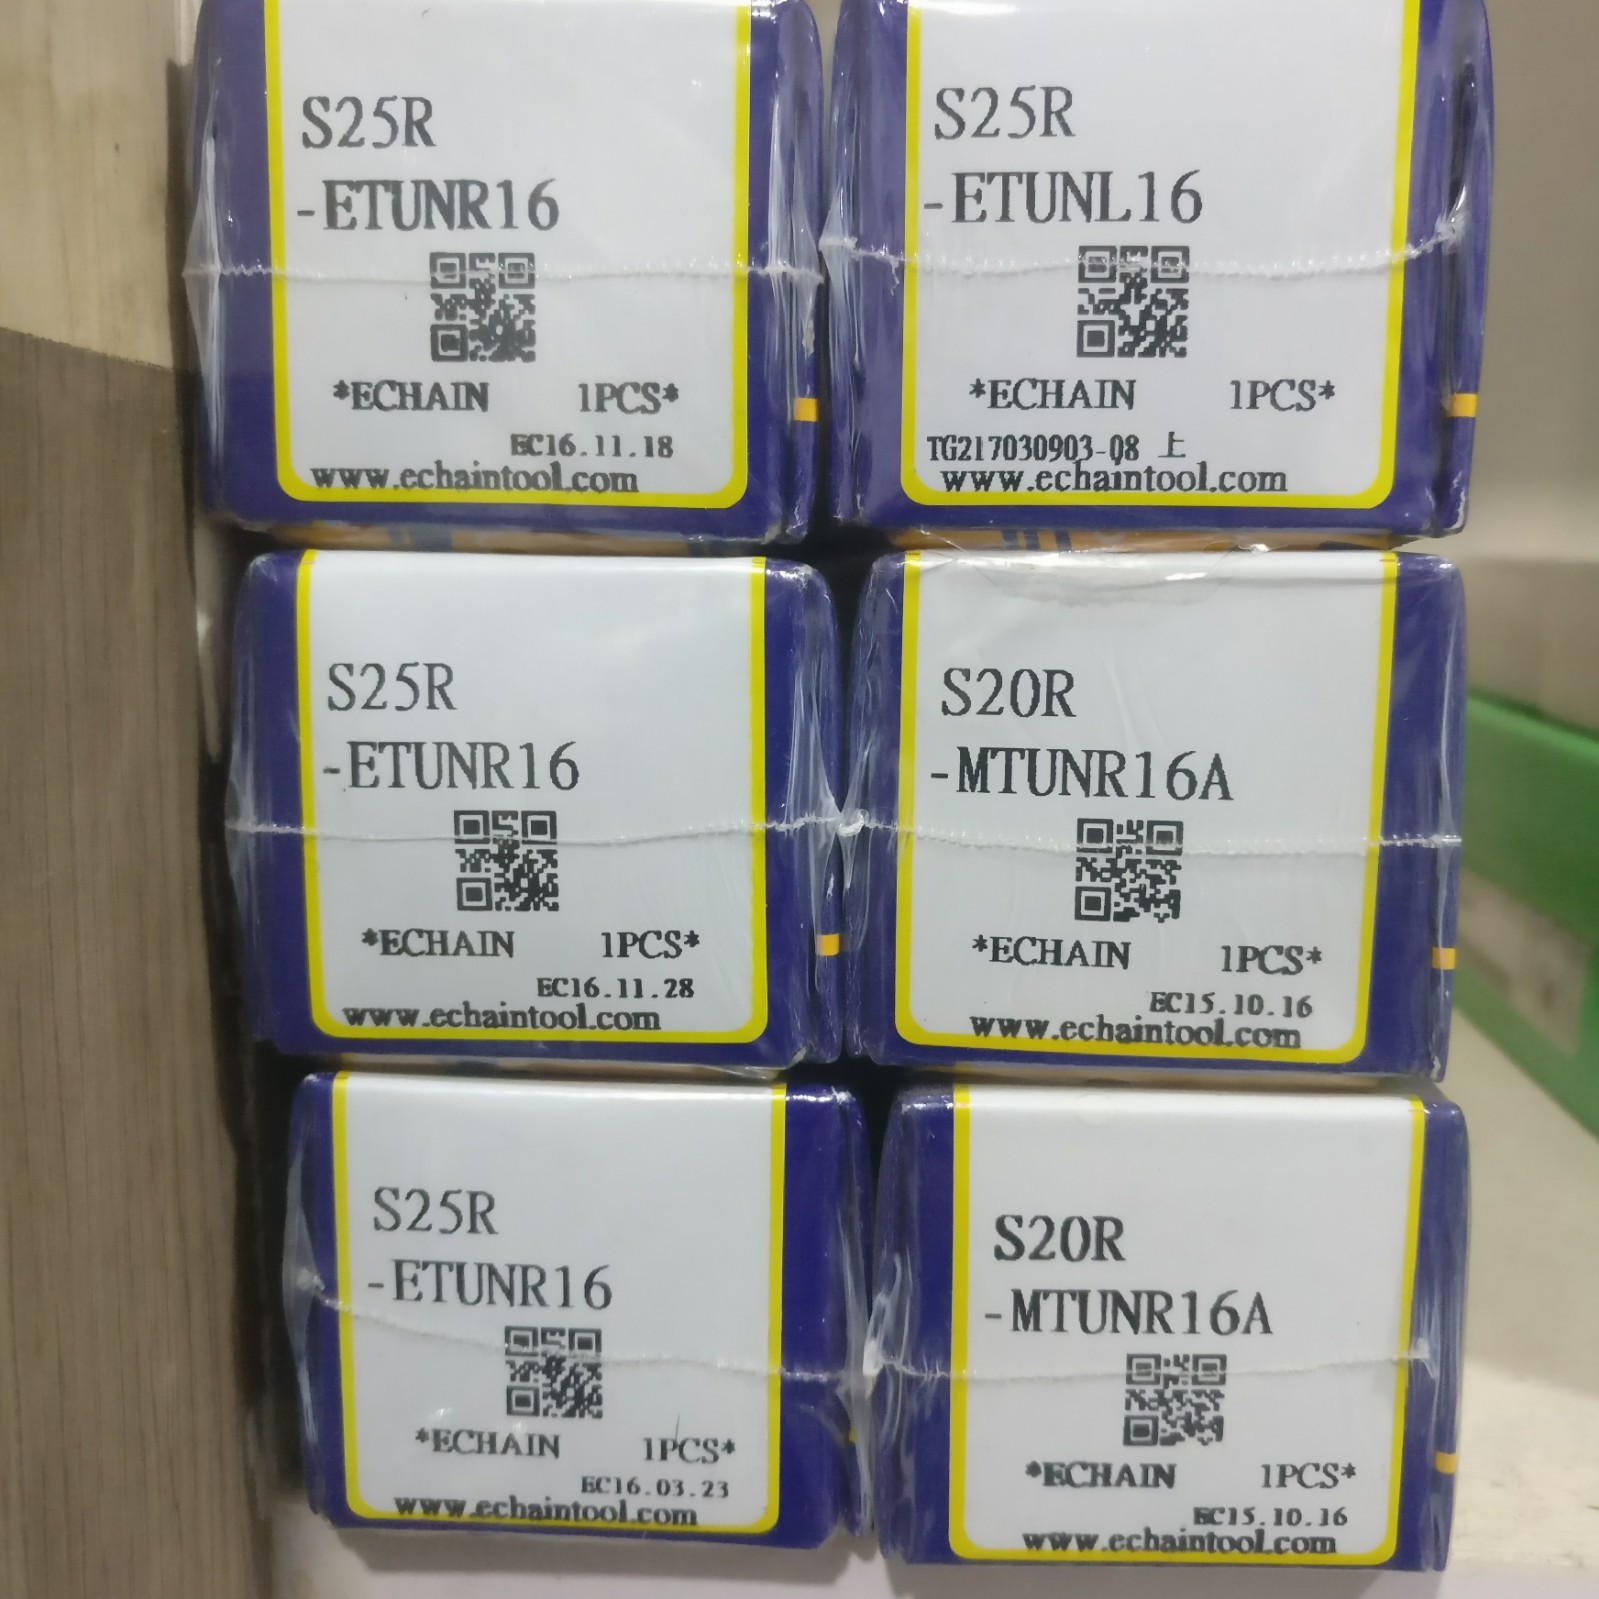 S25R
-ETUNR16
*ECHAIN 1PCS*
EC16.11.18
www.echaintool.com
S25R
-ETUNL16
*ECHAIN 1PCS*
TG217030903-08 上
www.echaintool.com
S25R
-ETUNR16
*ECHAIN 1PCS*
EC16.11.28
www.echaintool.com
S20R
-MTUNR16A
*ECHAIN 1PCS*
EC15.10.16
www.echaintool.com
S25R
-ETUNR16
*ECHAIN 1PCS*
EC16.03.23
www.echaintool.com
S20R
-MTUNR16A
*ECHAIN 1PCS*
EC15.10.16
www.echaintool.com